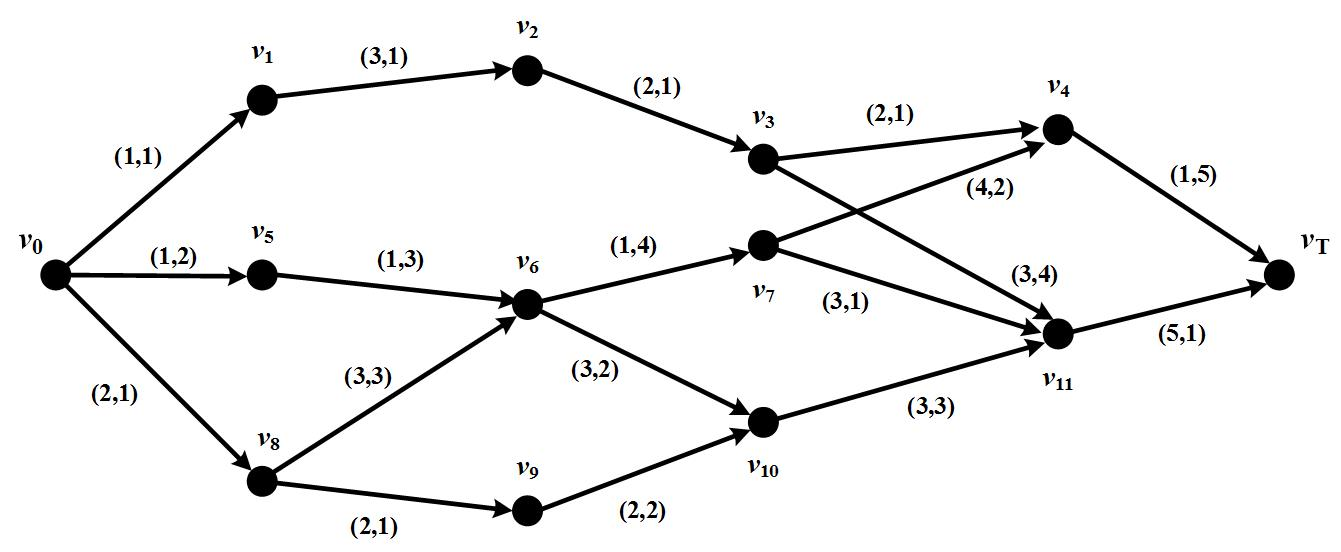 v2
v1
(3,1)
(2,1)
v4
v3
(2,1)
(1,1)
(4,2)
(1,5)
v0
v5
(1,2)
(1,3)
v6
(1,4)
v7
vT
(3,4)
(3,1)
(5,1)
(2,1)
(3,3)
(3,2)
v11
(3,3)
v8
v9
v10
(2,1)
(2,2)